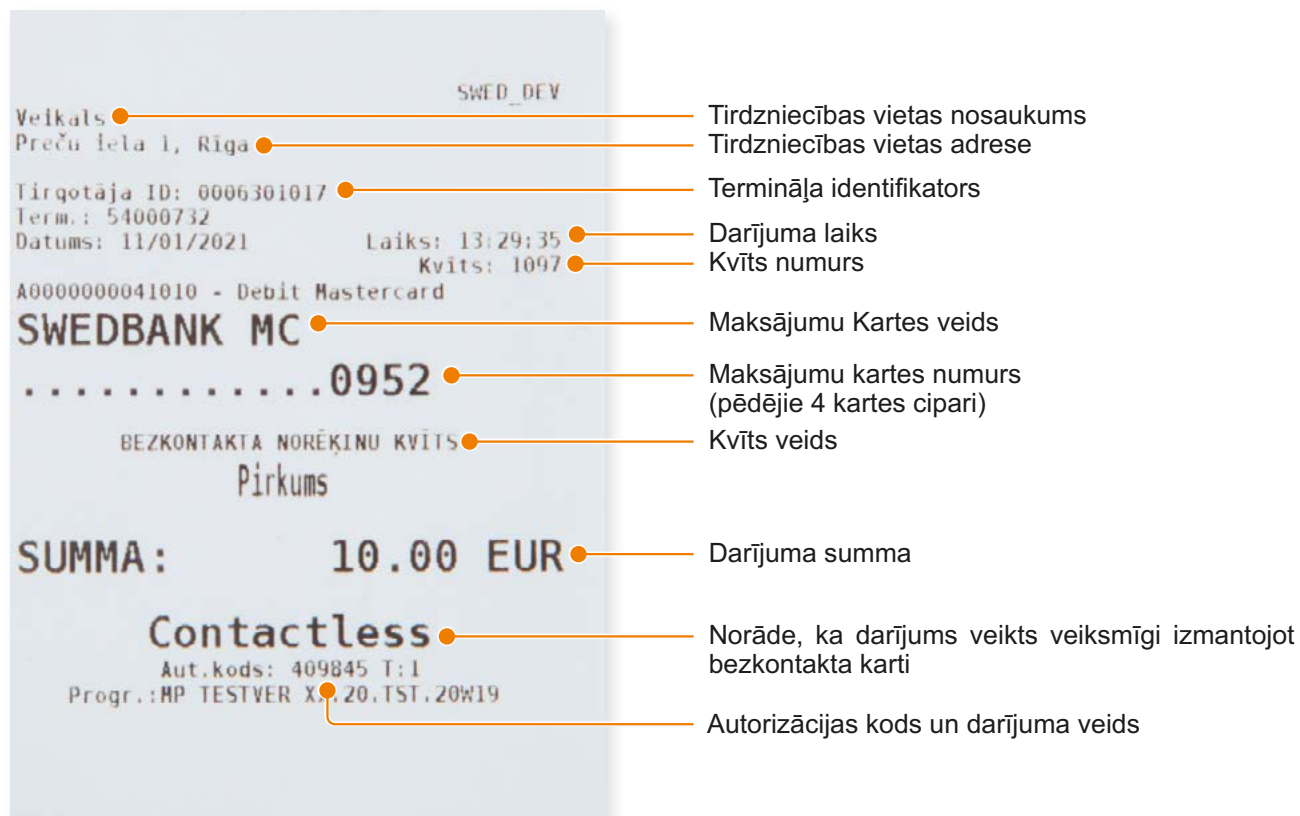 SWED_DEV
Veikals
Tirdzniecības vietas nosaukums
Preču iela 1, Rīga
Tirdzniecības vietas adrese
Tirgotāja ID: 0006301017
Termināļa identifikators
Term.: 54000732
Datums: 11/01/2021 Laiks: 13:29:35
Darījuma laiks
Kvīts: 1097
Kvīts numurs
A0000000041010 - Debit Mastercard
SWEDBANK MC
Maksājumu Kartes veids
............0952
Maksājumu kartes numurs
(pēdējie 4 kartes cipari)
BEZKONTAKTA NORĒĶINU KVĪTS
Kvīts veids
Pirkums
SUMMA: 10.00 EUR
Darījuma summa
Contactless
Norāde, ka darījums veikts veiksmīgi izmantojot
bezkontakta karti
Aut.kods: 409845 T:1
Progr.:MP TESTVER .20.TST.20W19
Autorizācijas kods un darījuma veids